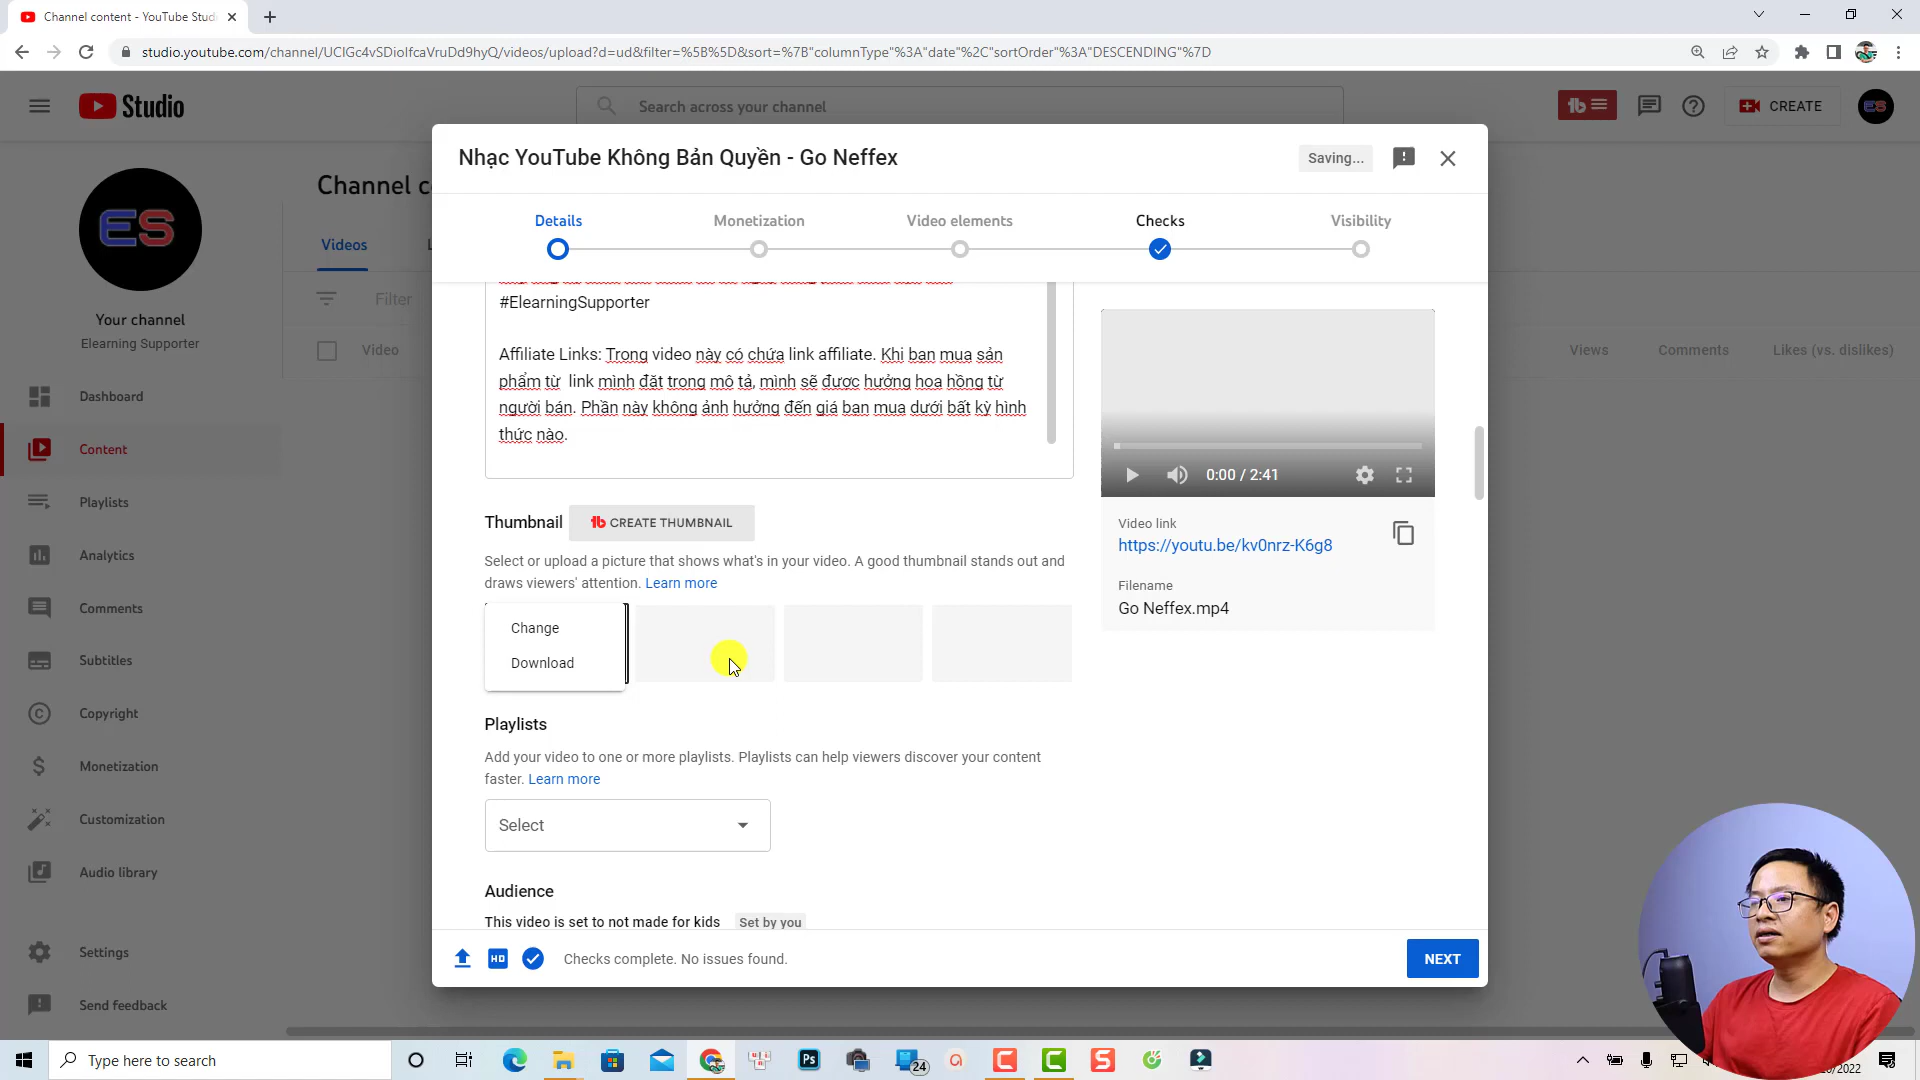 Channel content - YouTube Stud
studio.youtube.com/channel/UCIGc4vSDioIfcaVruDd9hyQ/videos/upload?d=ud&filter=%5B%5D&sort=%7B"columnType"%3A"date"%2C"sortOrder"%3A"DESCENDING"%7D
Studio
Search across your channel
CREATE
ES
Nhạc YouTube Không Bản Quyền - Go Neffex
Saving...
Details
Monetization
Video elements
Checks
Visibility
ES
Channel c
Videos
Filter
Your channel
Elearning Supporter
Video
Views
Comments
Likes (vs. dislikes)
Dashboard
Content
Playlists
Analytics
Comments
Subtitles
Copyright
Monetization
Customization
Audio library
Settings
Send feedback
#ElearningSupporter
Affiliate Links: Trong video này có chứa link affiliate. Khi bạn mua sản
phẩm từ  link mình đặt trong mô tả, mình sẽ được hưởng hoa hồng từ
người bán. Phần này không ảnh hưởng đến giá bạn mua dưới bất kỳ hình
thức nào.
Thumbnail
CREATE THUMBNAIL
Select or upload a picture that shows what's in your video. A good thumbnail stands out and
draws viewers' attention. Learn more
Change
Download
Playlists
Add your video to one or more playlists. Playlists can help viewers discover your content
faster. Learn more
Select
Audience
This video is set to not made for kids
Set by you
0:00 / 2:41
Video link
https://youtu.be/kv0nrz-K6g8
Filename
Go Neffex.mp4
HD
Checks complete. No issues found.
NEXT
Type here to search
Ps
24